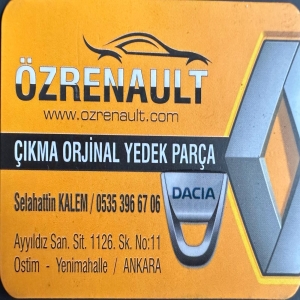 ÖZRENAULT
www.ozrenault.com
ÇIKMA ORJİNAL YEDEK PARÇA
Selahattin KALEM / 0535 396 67 06
DACIA
Ayyıldız San. Sit. 1126. Sk. No:11
Ostim - Yenimahalle / ANKARA